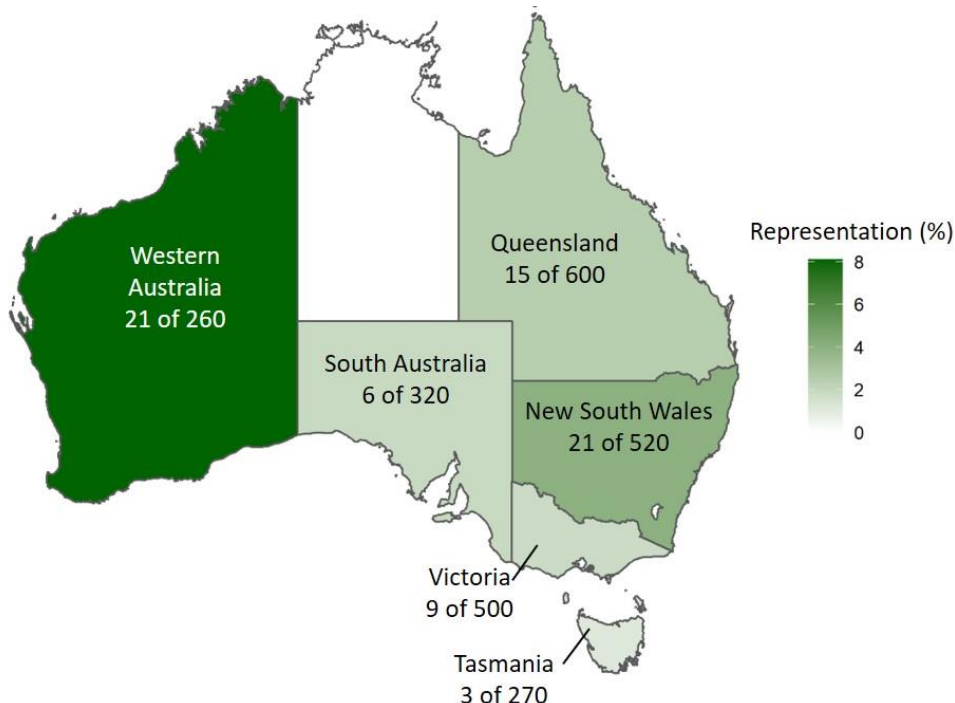 Western
Australia
21 of 260
Queensland
15 of 600
South Australia
6 of 320
New South Wales
21 of 520
Victoria
9 of 500
Tasmania
3 of 270
Representation (%)
8
6
4
2
0